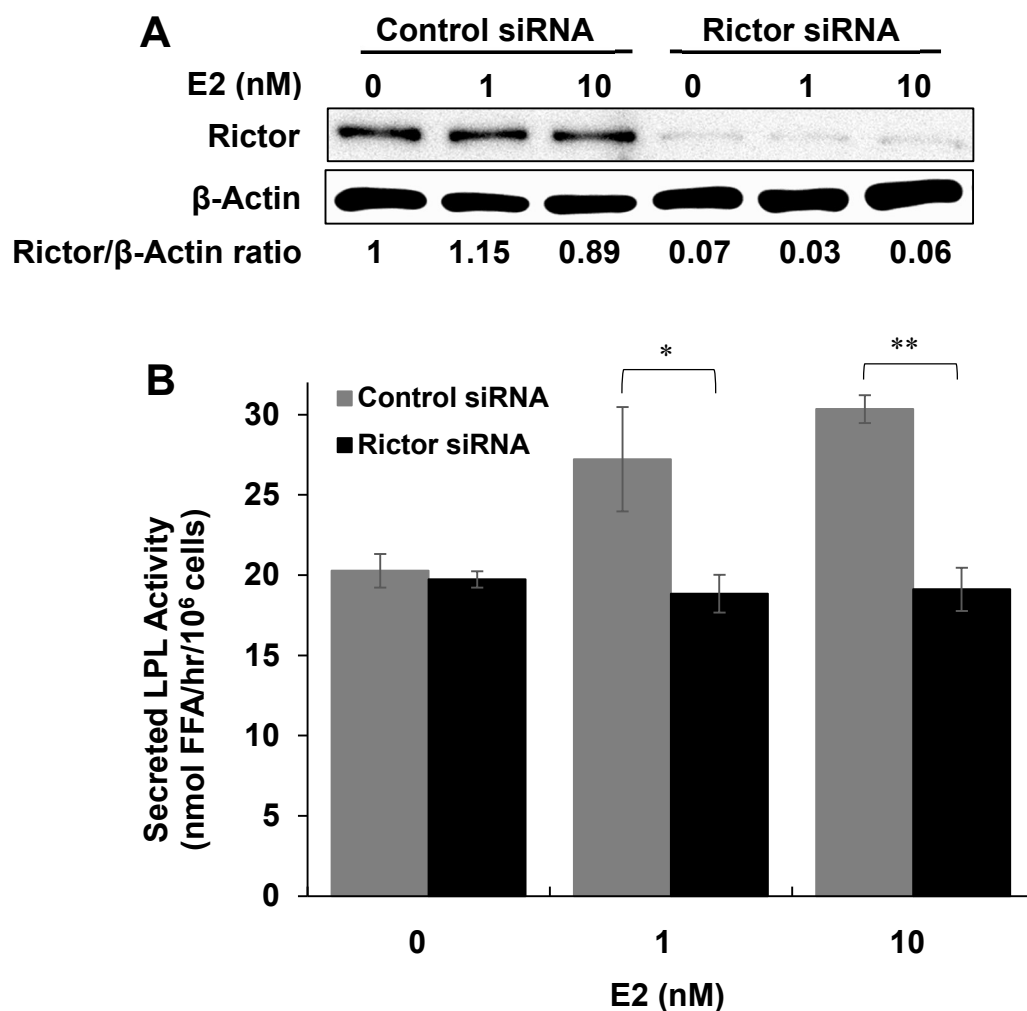 A
Control siRNA Rictor siRNA
E2 (nM) 0 1 10 0 1 10
Rictor
β-Actin
Rictor/β-Actin ratio 1 1.15 0.89 0.07 0.03 0.06
B
* **
Control siRNA
Rictor siRNA
Secreted LPL Activity
(nmol FFA/hr/10⁶ cells)
30
25
20
15
10
5
0
0 1 10
E2 (nM)